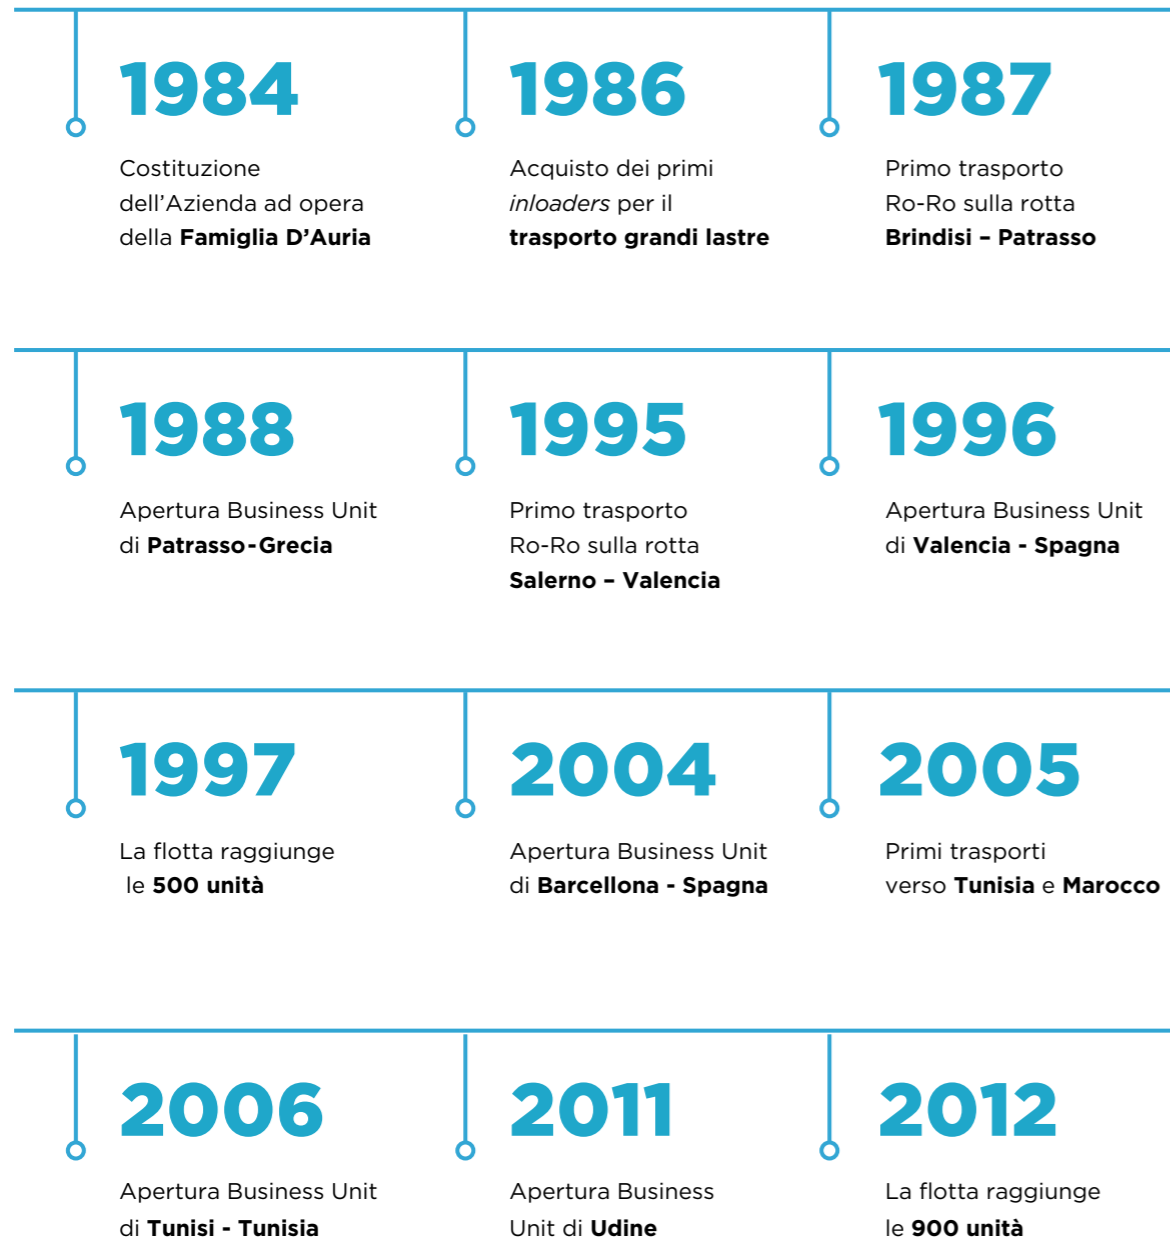 1984
Costituzione
dell’Azienda ad opera
della Famiglia D’Auria
1986
Acquisto dei primi
inloaders per il
trasporto grandi lastre
1987
Primo trasporto
Ro-Ro sulla rotta
Brindisi – Patrasso
1988
Apertura Business Unit
di Patrasso-Grecia
1995
Primo trasporto
Ro-Ro sulla rotta
Salerno – Valencia
1996
Apertura Business Unit
di Valencia - Spagna
1997
La flotta raggiunge
le 500 unità
2004
Apertura Business Unit
di Barcellona - Spagna
2005
Primi trasporti
verso Tunisia e Marocco
2006
Apertura Business Unit
di Tunisi - Tunisia
2011
Apertura Business
Unit di Udine
2012
La flotta raggiunge
le 900 unità